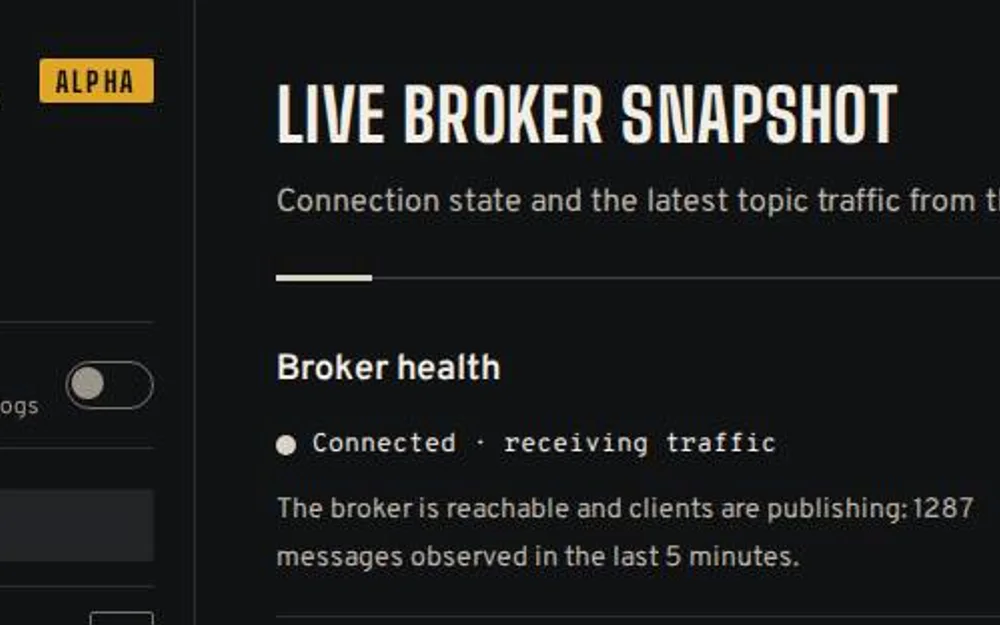 ALPHA
LIVE BROKER SNAPSHOT
Connection state and the latest topic traffic from
ogs
Broker health
Connected · receiving traffic
The broker is reachable and clients are publishing: 1287
messages observed in the last 5 minutes.